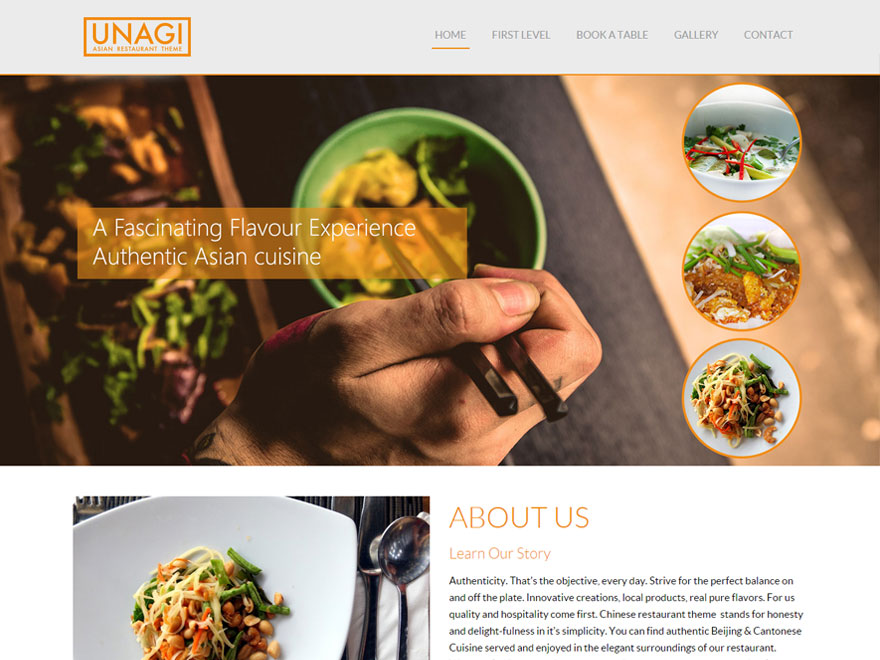 UNAGI
ASIAN RESTAURANT THEME
HOME FIRST LEVEL BOOK A TABLE GALLERY CONTACT
A Fascinating Flavour Experience
Authentic Asian cuisine
ABOUT US
Learn Our Story
Authenticity. That's the objective, every day. Strive for the perfect balance on
and off the plate. Innovative creations, local products, real pure flavors. For us
quality and hospitality come first. Chinese restaurant theme stands for honesty
and delight-fulness in it's simplicity. You can find authentic Beijing & Cantonese
Cuisine served and enjoyed in the elegant surroundings of our restaurant.